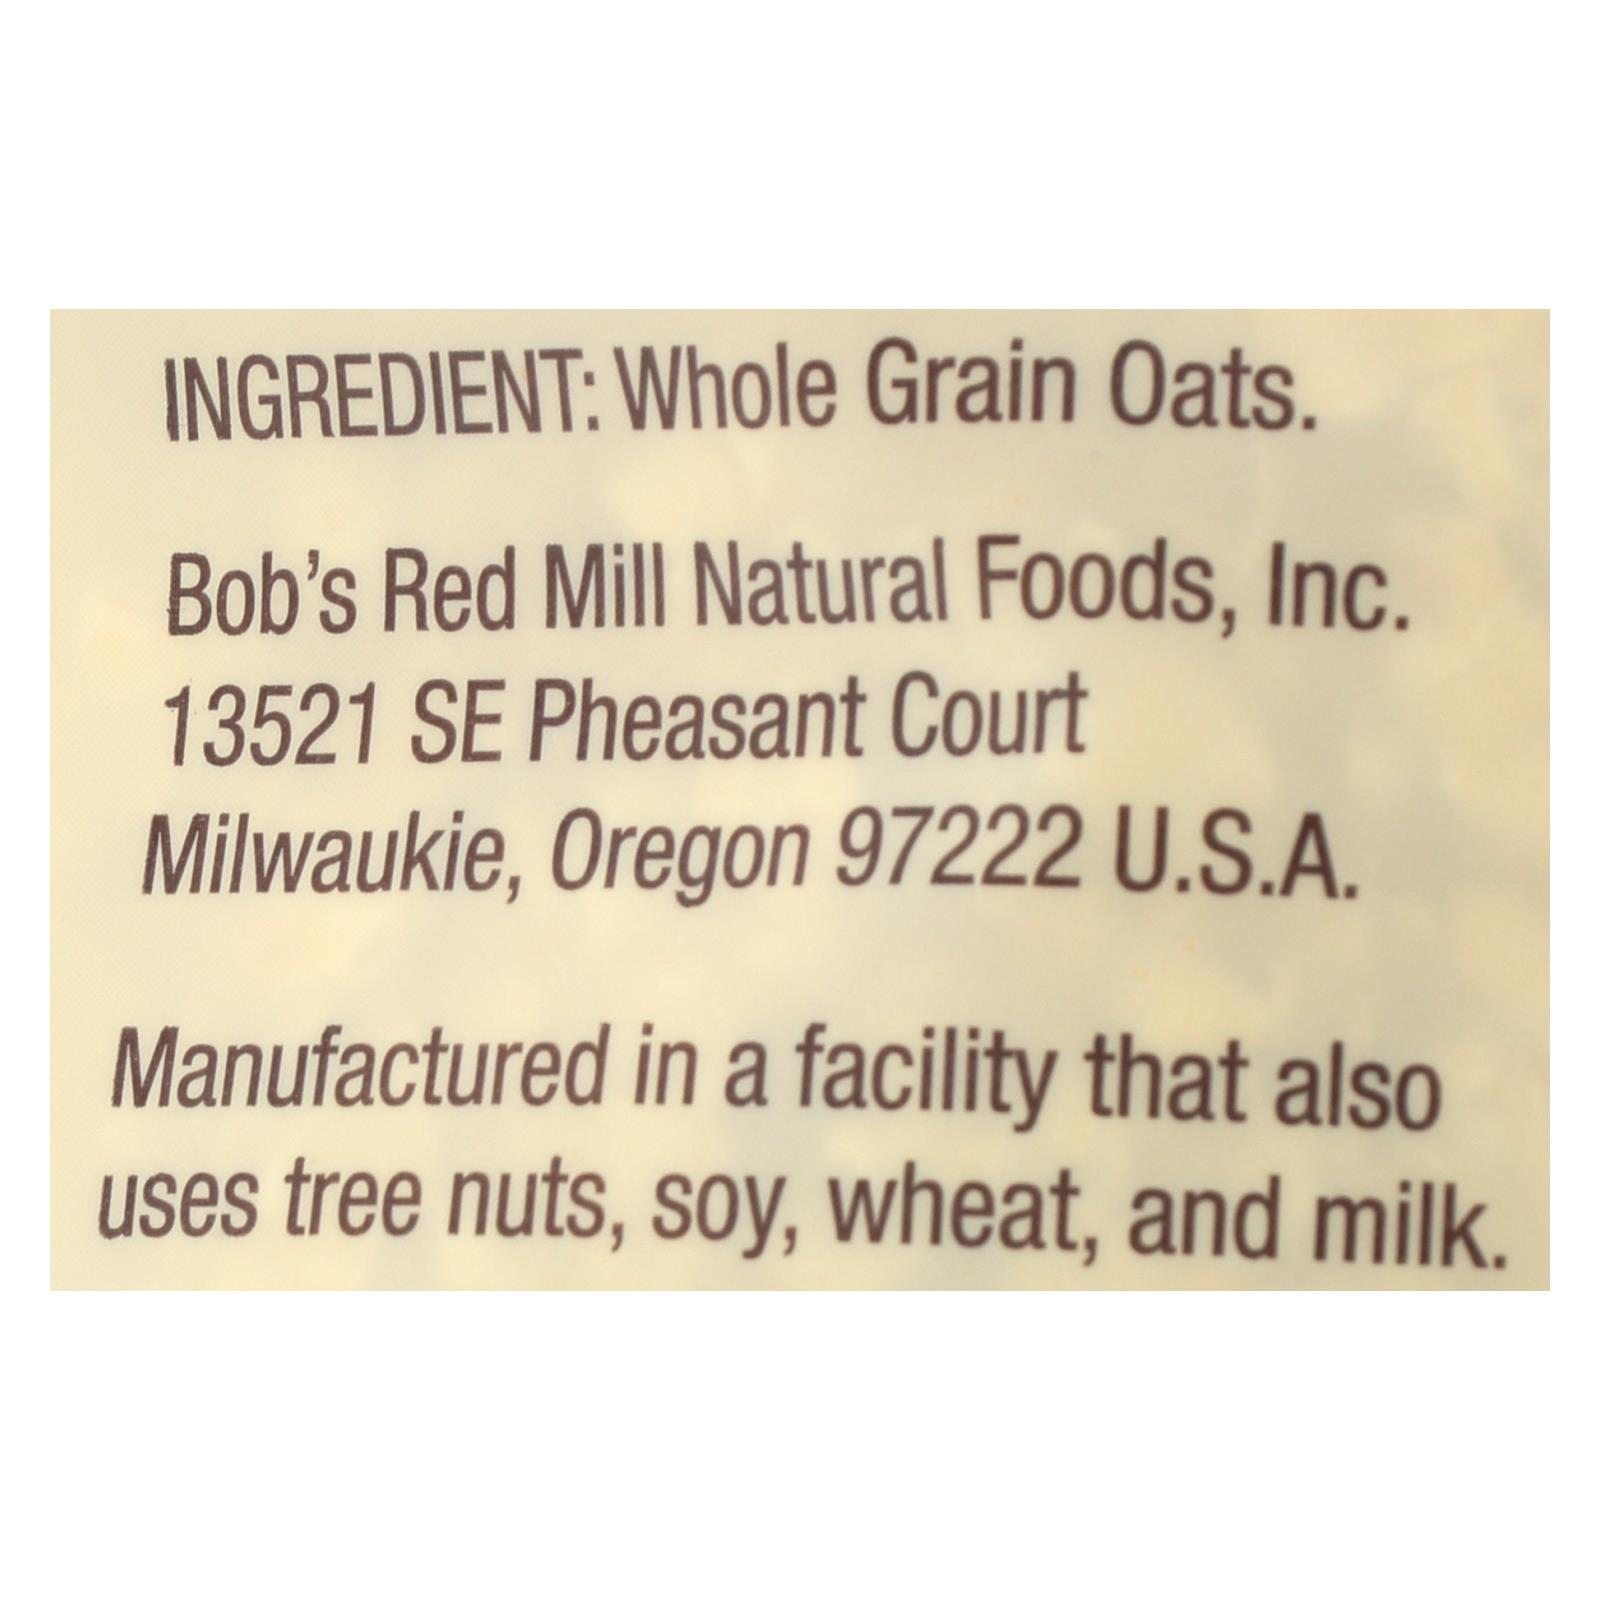 INGREDIENT: Whole Grain Oats.
Bob's Red Mill Natural Foods, Inc.
13521 SE Pheasant Court
Milwaukie, Oregon 97222 U.S.A.
Manufactured in a facility that also
uses tree nuts, soy, wheat, and milk.